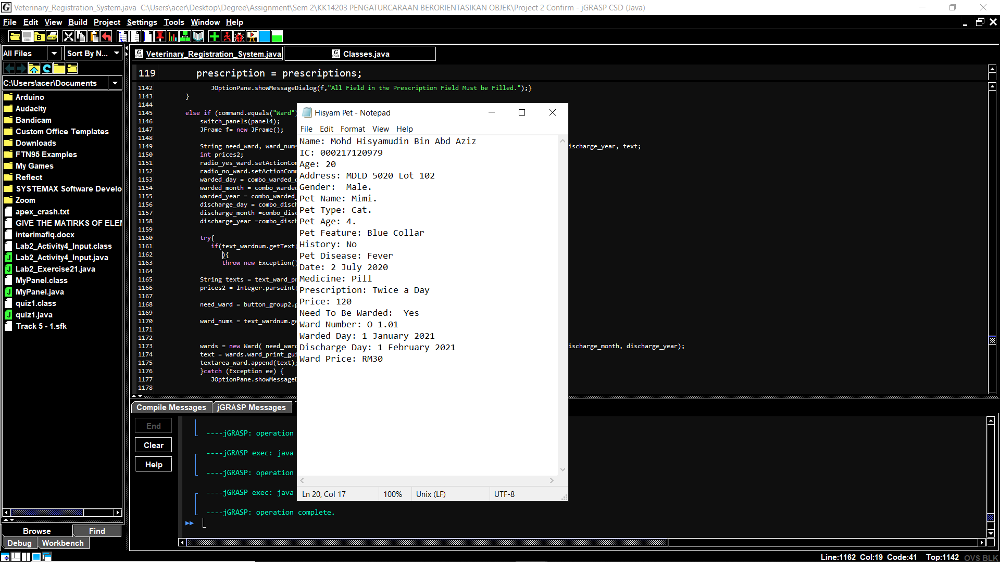 Veterinary_Registration_System.java  C:\Users\acer\Desktop\Degree\Assignment\Sem 2\KK14203 PENGATURCARAAN BERORIENTASIKAN OBJEK\Project 2 Confirm - jGRASP CSD (Java)
File Edit View Build Project Settings Tools Window Help
All Files Sort By N...
C:\Users\acer\Documents
Arduino
Audacity
Bandicam
Custom Office Templates
Downloads
FTN95 Examples
My Games
Reflect
SYSTEMAX Software Develo
Zoom
apex_crash.txt
GIVE THE MATIRKS OF ELE
interimafiq.docx
Lab2_Activity4_Input.class
Lab2_Activity4_Input.java
Lab2_Exercise21.java
MyPanel.class
MyPanel.java
quiz1.class
quiz1.java
Track 5 - 1.sfk
Browse Find
Debug Workbench
Veterinary_Registration_System.java Classes.java
119 prescription = prescriptions;
1142 JOptionPane.showMessageDialog(f,"All Field in the Prescription Field Must be Filled.");}
1143 }
1144
1145 else if (command.equals("Ward")
1146 switch_panels(panel4);
1147 JFrame f= new JFrame();
1148
1149 String need_ward, ward_nums ischarge_year, text;
1150 int prices2;
1151 radio_yes_ward.setActionCom
1152 radio_no_ward.setActionComm
1153 warded_day = combo_warded_
1154 warded_month = combo_warded
1155 warded_year = combo_warded_
1156 discharge_day = combo_disch
1157 discharge_month =combo_disc
1158 discharge_year =combo_disch
1159
1160 try{
1161 if(text_wardnum.getText(
1162 ){
1163 throw new Exception()
1164
1165 String texts = text_ward_pr
1166 prices2 = Integer.parseInt(
1167
1168 need_ward = button_group2.g
1169
1170 ward_nums = text_wardnum.ge
1171
1172
1173 wards = new Ward( need_ward ischarge_month, discharge_year);
1174 text = wards.ward_print_gui
1175 textarea_ward.append(text);
1176 }catch (Exception ee) {
1177 JOptionPane.showMessageD
1178
Hisyam Pet - Notepad
File Edit Format View Help
Name: Mohd Hisyamudin Bin Abd Aziz
IC: 000217120979
Age: 20
Address: MDLD 5020 Lot 102
Gender:  Male.
Pet Name: Mimi.
Pet Type: Cat.
Pet Age: 4.
Pet Feature: Blue Collar
History: No
Pet Disease: Fever
Date: 2 July 2020
Medicine: Pill
Prescription: Twice a Day
Price: 120
Need To Be Warded:  Yes
Ward Number: O 1.01
Warded Day: 1 January 2021
Discharge Day: 1 February 2021
Ward Price: RM30
Ln 20, Col 17 100% Unix (LF) UTF-8
Compile Messages jGRASP Messages
End
Clear
Help
----jGRASP: operation
----jGRASP exec: java
----jGRASP: operation
----jGRASP exec: java
----jGRASP: operation complete.
Line:1162 Col:19 Code:41 Top:1142 OVS BLK